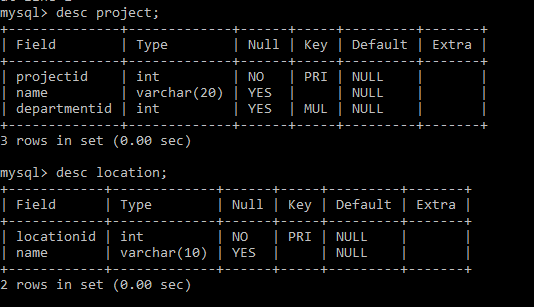 mysql> desc project;
+--------------+-------------+------+-----+---------+-------+
| Field        | Type        | Null | Key | Default | Extra |
+--------------+-------------+------+-----+---------+-------+
| projectid    | int         | NO   | PRI | NULL    |       |
| name         | varchar(20) | YES  |     | NULL    |       |
| departmentid | int         | YES  | MUL | NULL    |       |
+--------------+-------------+------+-----+---------+-------+
3 rows in set (0.00 sec)
mysql> desc location;
+------------+-------------+------+-----+---------+-------+
| Field      | Type        | Null | Key | Default | Extra |
+------------+-------------+------+-----+---------+-------+
| locationid | int         | NO   | PRI | NULL    |       |
| name       | varchar(10) | YES  |     | NULL    |       |
+------------+-------------+------+-----+---------+-------+
2 rows in set (0.00 sec)